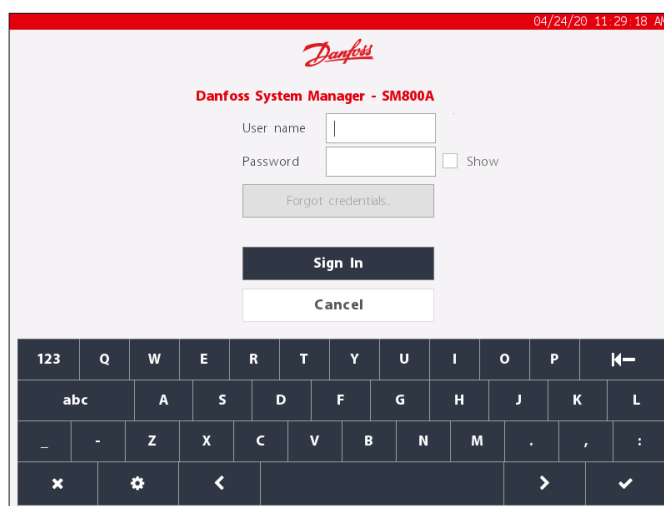 04/24/20 11:29:18 AM
Danfoss
Danfoss System Manager - SM800A
User name
Password Show
Forgot credentials..
Sign In
Cancel
123 Q W E R T Y U I O P
abc A S D F G H J K L
_ - Z X C V B N M . , :